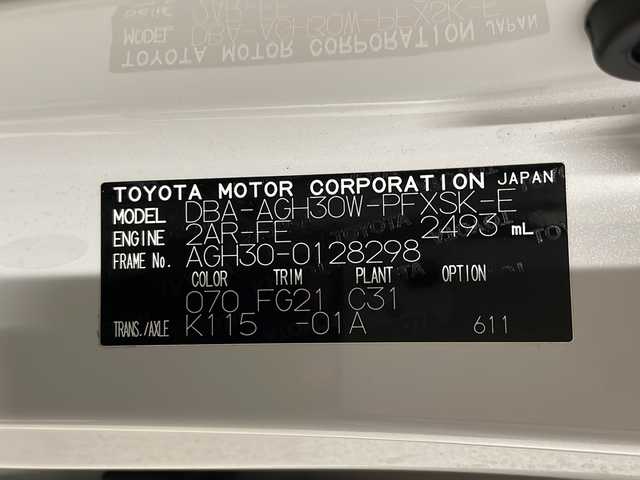 TOYOTA MOTOR CORPORATION JAPAN
MODEL DBA-AGH30W-PFXSK-E
ENGINE 2AR-FE 2493 mL
FRAME No. AGH30-0128298
COLOR TRIM PLANT OPTION
070 FG21 C31
TRANS./AXLE K115 -01A 611